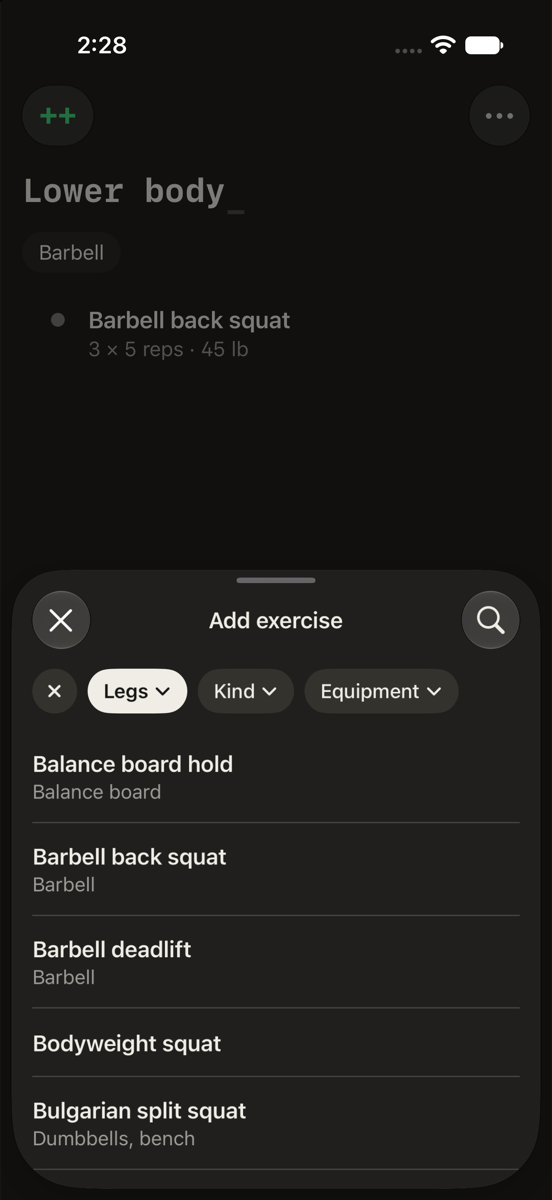 2:28
++
Lower body_
Barbell
Barbell back squat
3 × 5 reps · 45 lb
Add exercise
Legs
Kind
Equipment
Balance board hold
Balance board
Barbell back squat
Barbell
Barbell deadlift
Barbell
Bodyweight squat
Bulgarian split squat
Dumbbells, bench